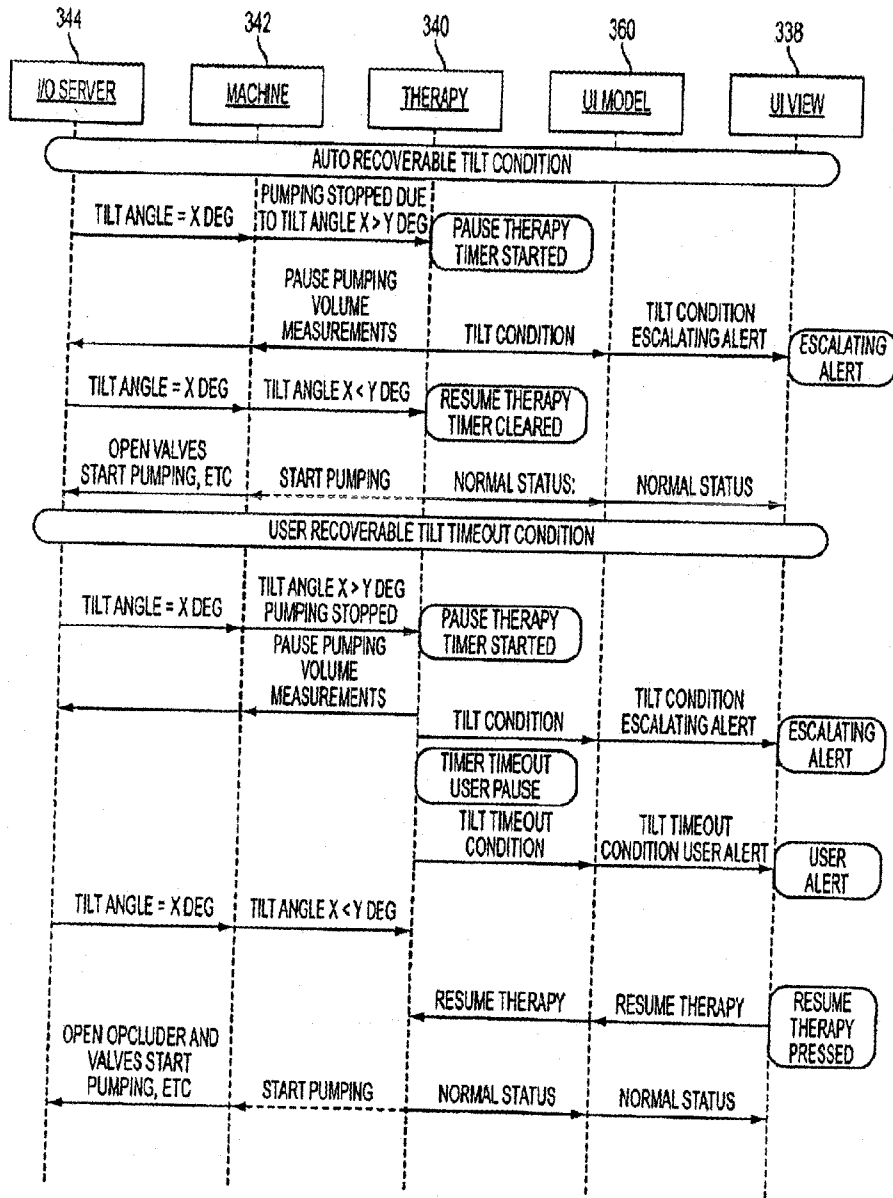 344
342
340
360
338
I/O SERVER
MACHINE
THERAPY
UI MODEL
UI VIEW
AUTO RECOVERABLE TILT CONDITION
TILT ANGLE = X DEG
PUMPING STOPPED DUE
TO TILT ANGLE X > Y DEG
PAUSE THERAPY
TIMER STARTED
PAUSE PUMPING
VOLUME
MEASUREMENTS
TILT CONDITION
TILT CONDITION
ESCALATING ALERT
ESCALATING
ALERT
TILT ANGLE = X DEG
TILT ANGLE X < Y DEG
RESUME THERAPY
TIMER CLEARED
OPEN VALVES
START PUMPING, ETC
START PUMPING
NORMAL STATUS:
NORMAL STATUS
USER RECOVERABLE TILT TIMEOUT CONDITION
TILT ANGLE = X DEG
TILT ANGLE X > Y DEG
PUMPING STOPPED
PAUSE THERAPY
TIMER STARTED
PAUSE PUMPING
VOLUME
MEASUREMENTS
TILT CONDITION
TILT CONDITION
ESCALATING ALERT
ESCALATING
ALERT
TIMER TIMEOUT
USER PAUSE
TILT TIMEOUT
CONDITION
TILT TIMEOUT
CONDITION USER ALERT
USER
ALERT
TILT ANGLE = X DEG
TILT ANGLE X < Y DEG
RESUME THERAPY
RESUME THERAPY
RESUME
THERAPY
PRESSED
OPEN OPCLUDER AND
VALVES START
PUMPING, ETC
START PUMPING
NORMAL STATUS
NORMAL STATUS